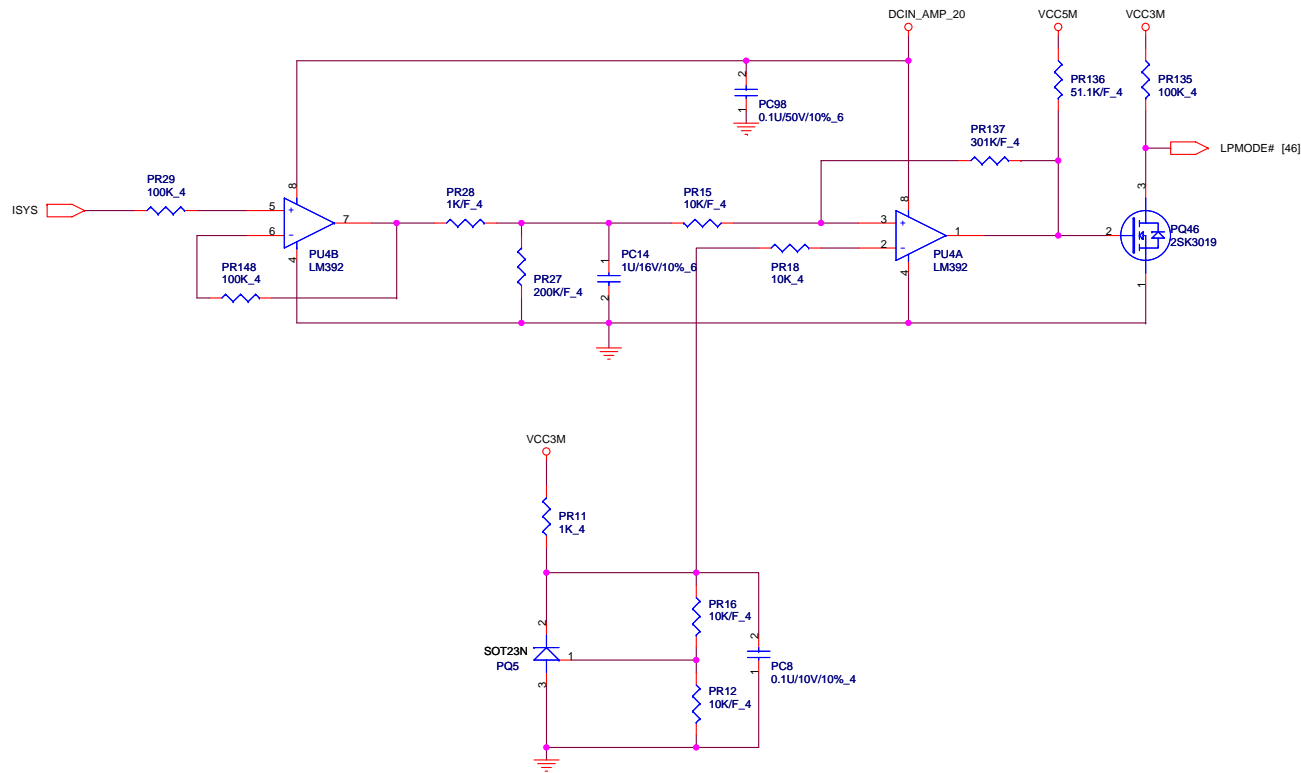 DCIN_AMP_20
VCC5M
VCC3M
PR136
51.1K/F_4
PR135
100K_4
2
1
PC98
0.1U/50V/10%_6
PR137
301K/F_4
LPMODE# [46]
ISYS
PR29
100K_4
8
5
6
7
4
+
-
PU4B
LM392
PR148
100K_4
PR28
1K/F_4
PR27
200K/F_4
1
2
PC14
1U/16V/10%_6
PR15
10K/F_4
PR18
10K_4
8
3
2
1
4
+
-
PU4A
LM392
3
2
1
PQ46
2SK3019
VCC3M
PR11
1K_4
SOT23N
PQ5
2
1
3
PR16
10K/F_4
PR12
10K/F_4
2
1
PC8
0.1U/10V/10%_4